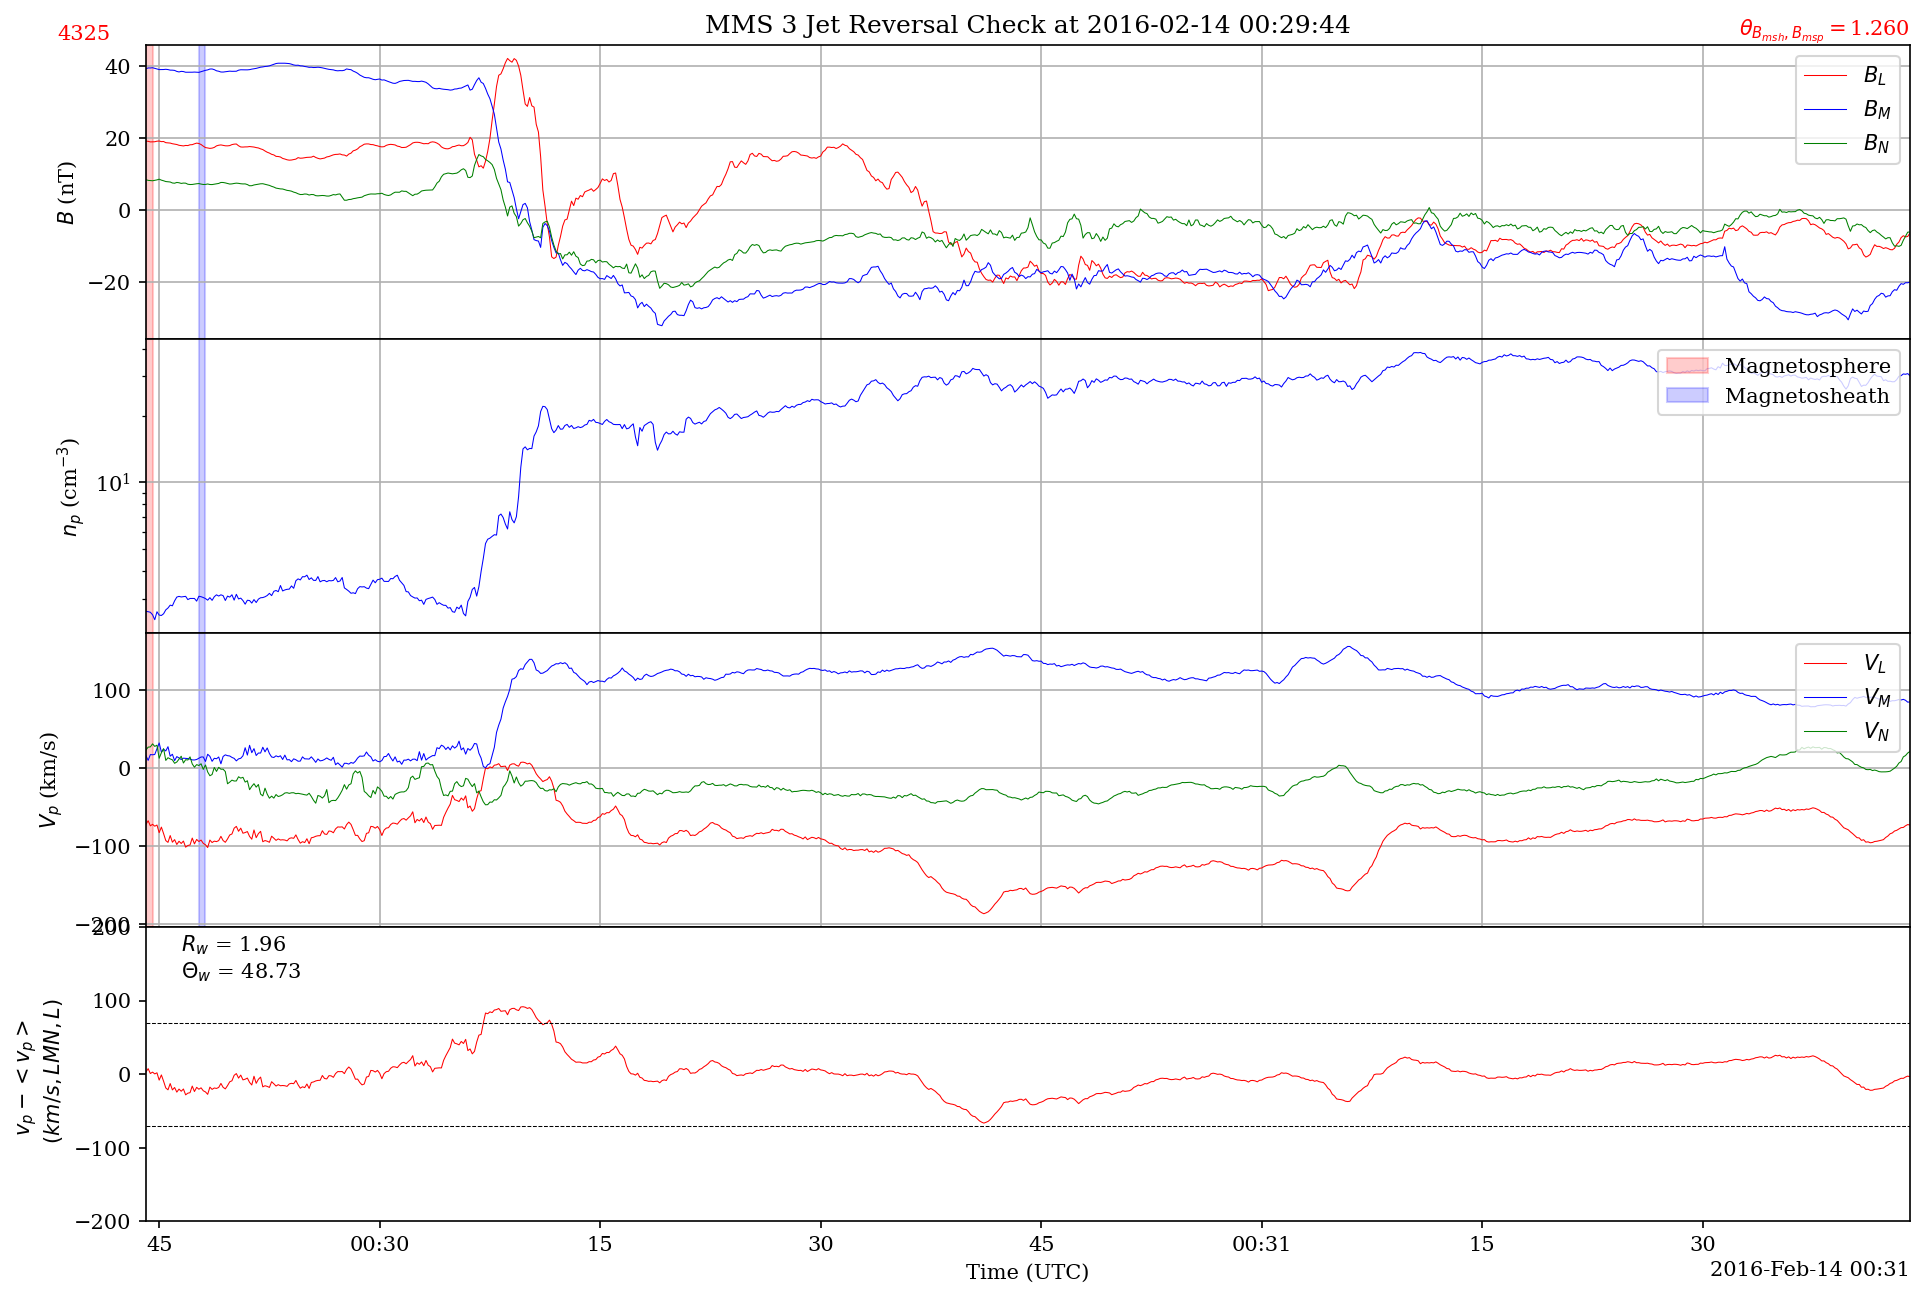 4325
MMS 3 Jet Reversal Check at 2016-02-14 00:29:44
θ_{B_{msh}, B_{msp}} = 1.260
40
20
0
−20
B (nT)
B_L
B_M
B_N
10^1
n_p (cm^{−3})
Magnetosphere
Magnetosheath
100
0
−100
−200
V_p (km/s)
V_L
V_M
V_N
200
100
0
−100
−200
v_p − < v_p >
(km/s, LMN, L)
R_w = 1.96
Θ_w = 48.73
45 00:30 15 30 45 00:31 15 30
Time (UTC)
2016-Feb-14 00:31